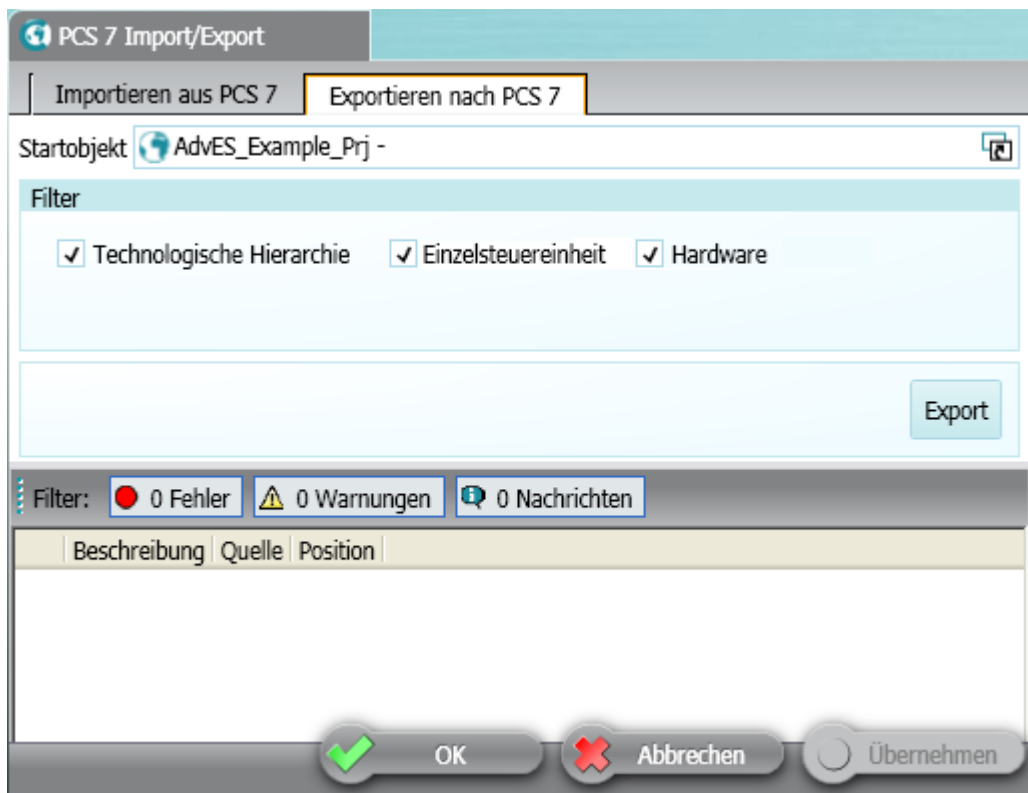 PCS 7 Import/Export
Importieren aus PCS 7 Exportieren nach PCS 7
Startobjekt AdvES_Example_Prj -
Filter
Technologische Hierarchie Einzelsteuereinheit Hardware
Export
Filter: 0 Fehler 0 Warnungen 0 Nachrichten
Beschreibung Quelle Position
OK Abbrechen Übernehmen